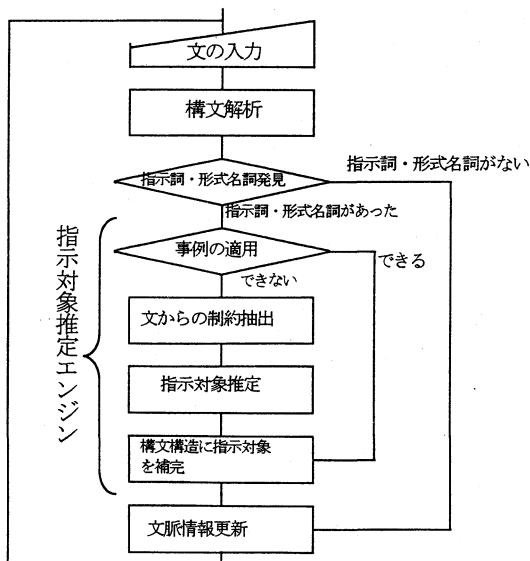 文の入力
構文解析
指示詞・形式名詞発見
指示詞・形式名詞がない
指示詞・形式名詞があった
指示対象推定エンジン
事例の適用
できる
できない
文からの制約抽出
指示対象推定
構文構造に指示対象
を補完
文脈情報更新